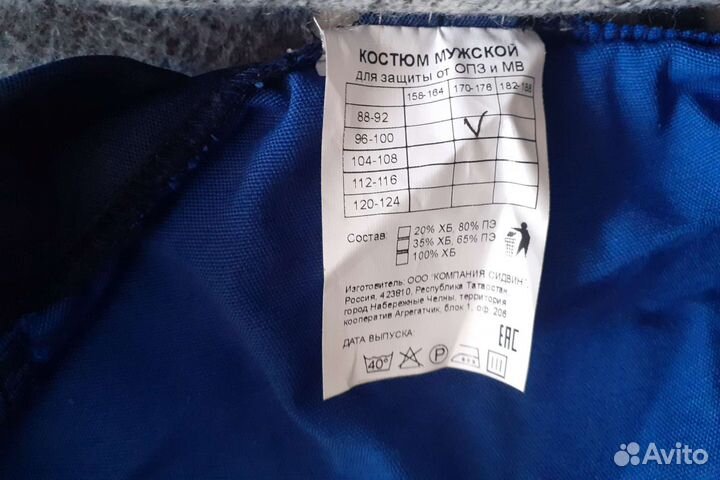 КОСТЮМ МУЖСКОЙ
для защиты от ОПЗ и МВ
158-164 170-176 182-188
88-92
96-100
104-108
112-116
120-124
Состав: 20% ХБ, 80% ПЭ
35% ХБ, 65% ПЭ
100% ХБ
Изготовитель: ООО "КОМПАНИЯ СИДВИН"
Россия, 423810, Республика Татарстан
город Набережные Челны, территория
кооператив Агрегатчик, блок 1, оф. 206
ДАТА ВЫПУСКА:
EAC
40° P
Avito